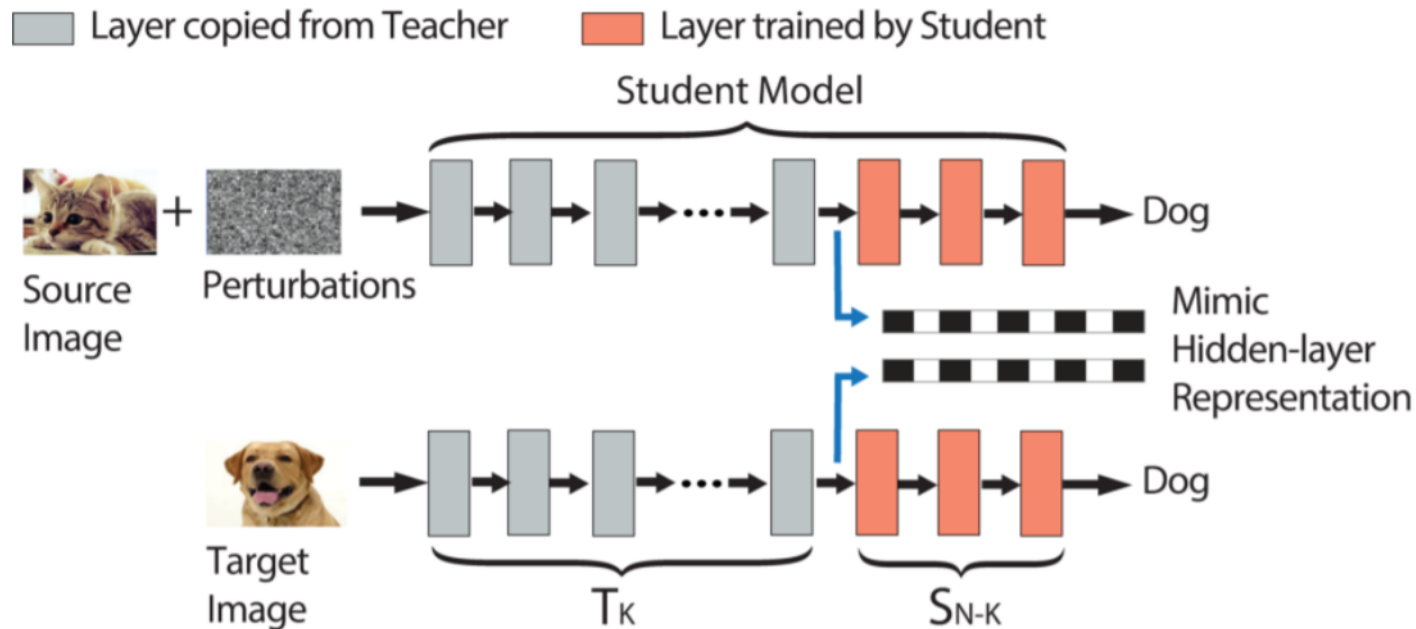 Layer copied from Teacher
Layer trained by Student
Student Model
Source
Image
+
Perturbations
Dog
Mimic
Hidden-layer
Representation
Target
Image
Dog
TK
SN-K